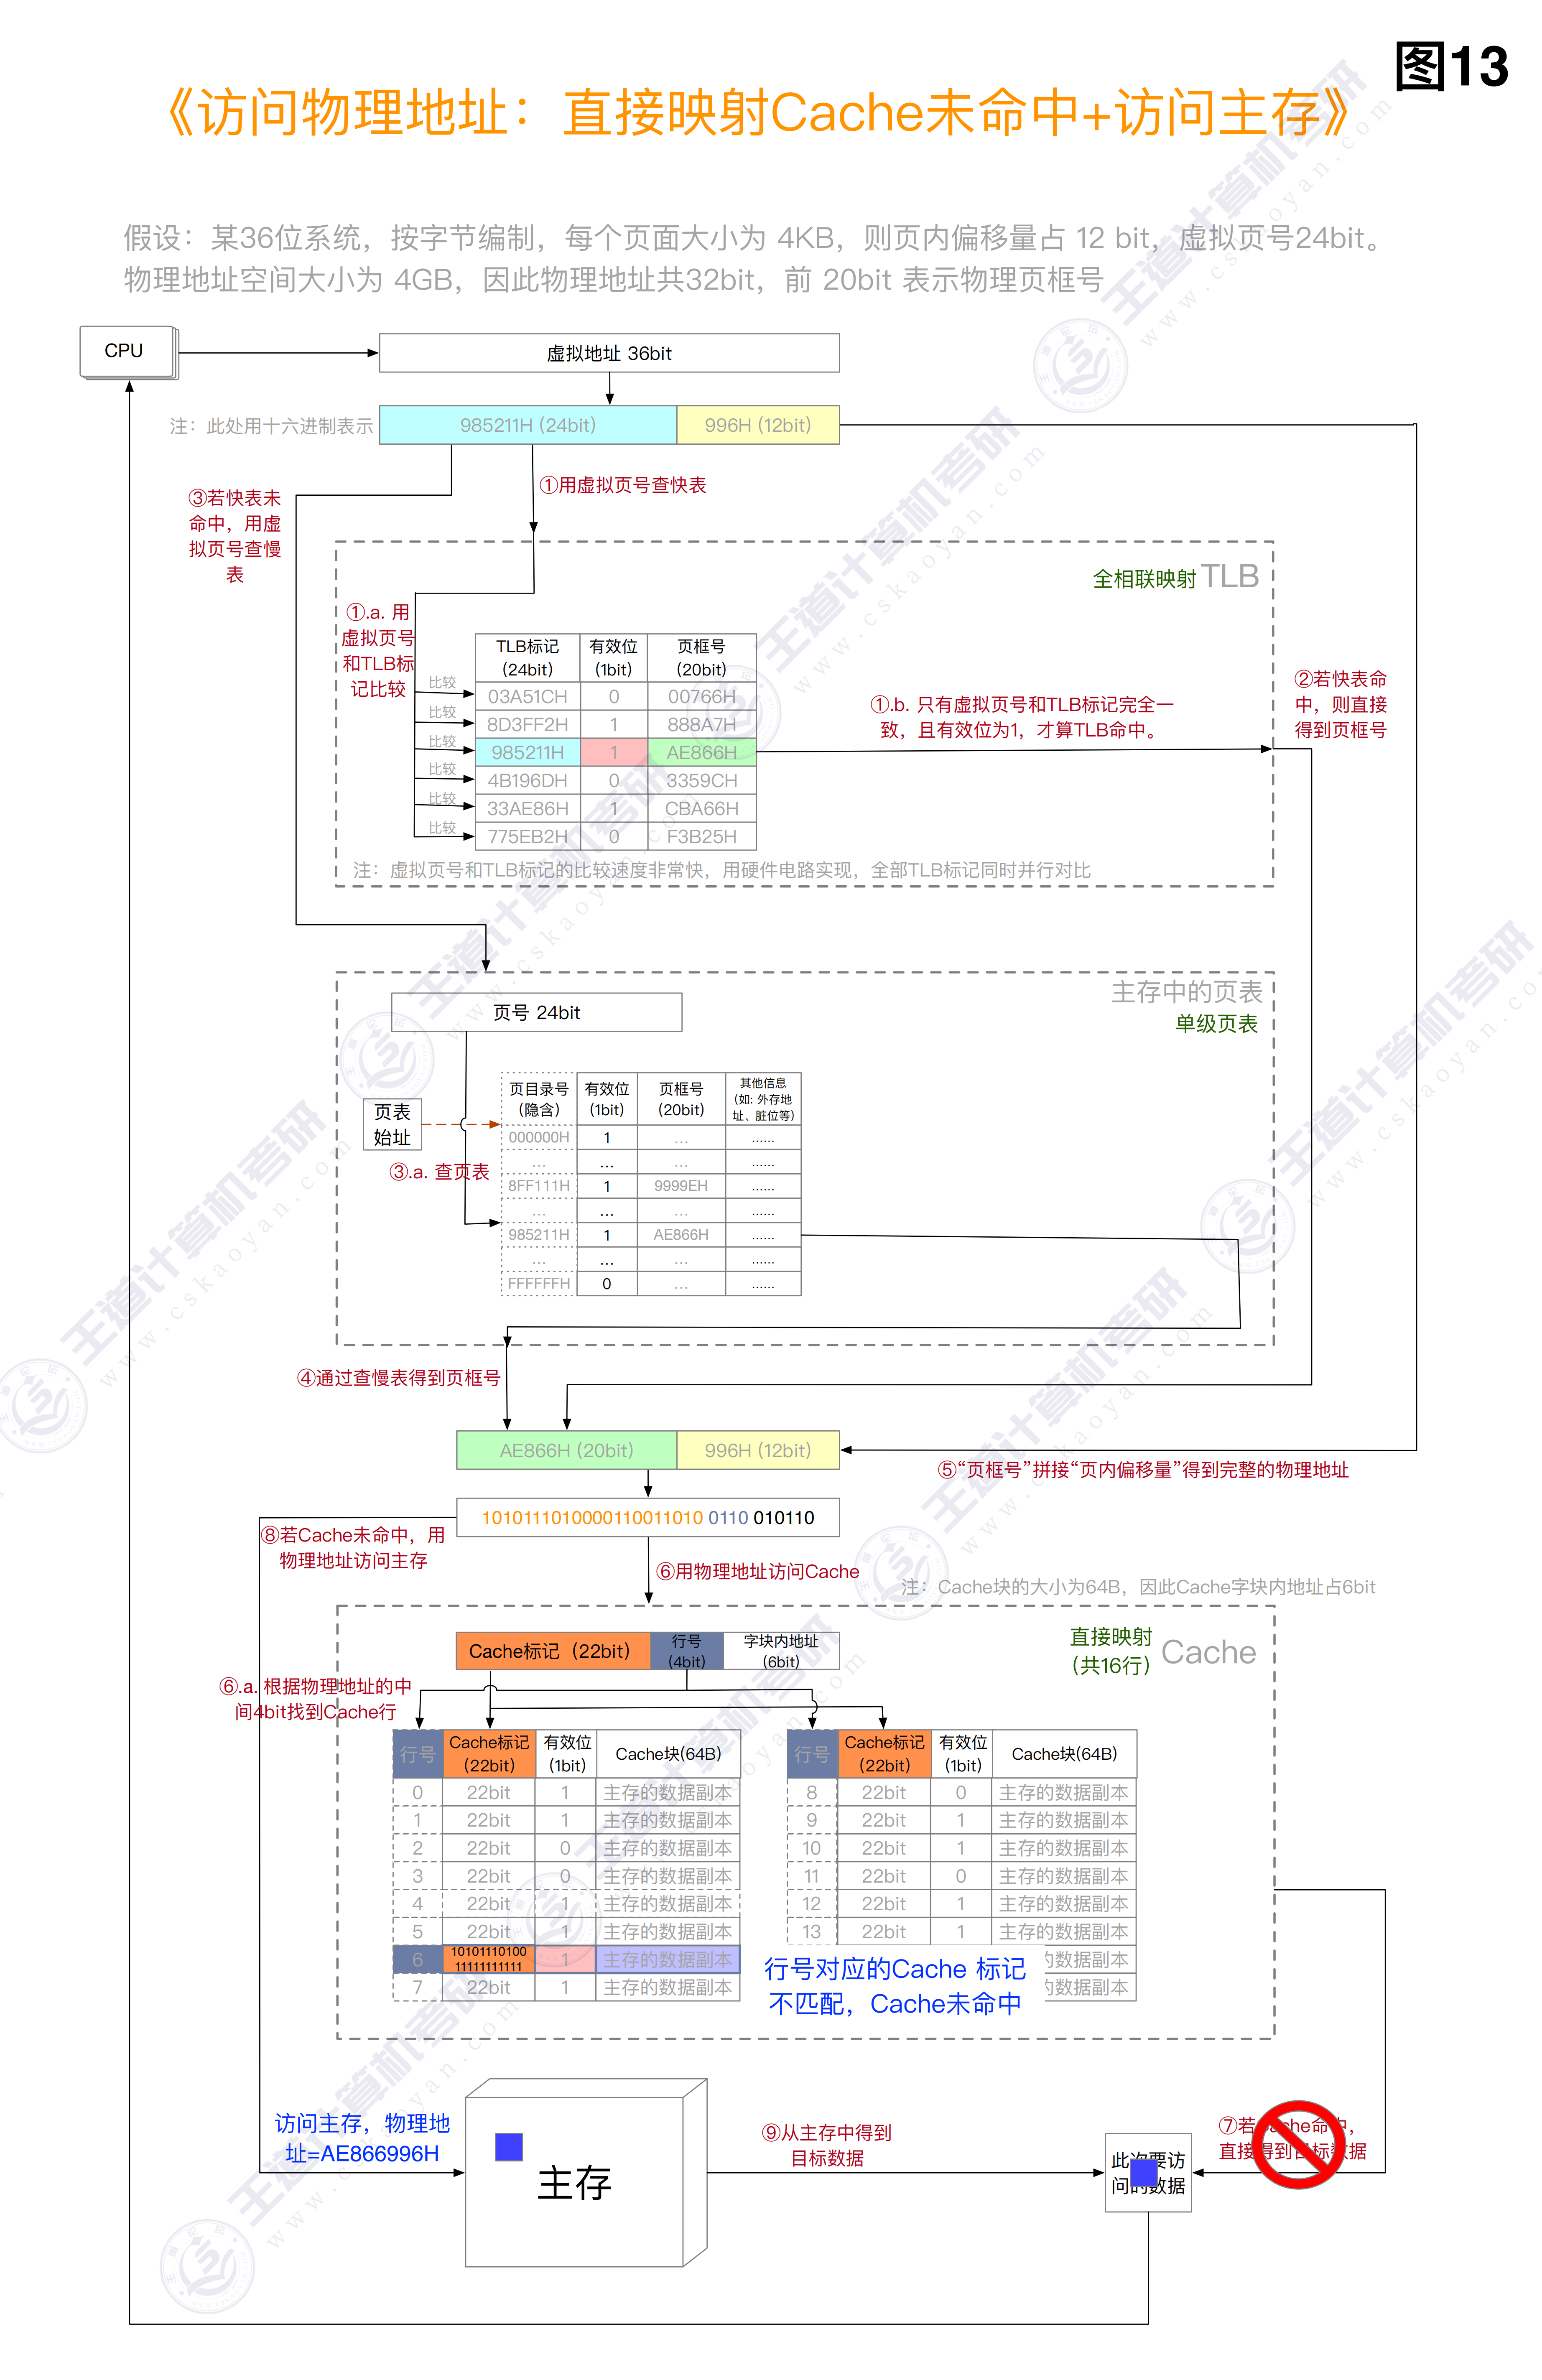 图13
《访问物理地址：直接映射Cache未命中+访问主存》
假设：某36位系统，按字节编制，每个页面大小为 4KB，则页内偏移量占 12 bit，虚拟页号24bit。
物理地址空间大小为 4GB，因此物理地址共32bit，前 20bit 表示物理页框号
CPU
虚拟地址 36bit
注：此处用十六进制表示
985211H (24bit)
996H (12bit)
①用虚拟页号查快表
③若快表未
命中，用虚
拟页号查慢
表
全相联映射 TLB
①.a. 用
虚拟页号
和TLB标
记比较
比较
比较
比较
比较
比较
比较
TLB标记
(24bit)
有效位
(1bit)
页框号
(20bit)
03A51CH 0 00766H
8D3FF2H 1 888A7H
985211H 1 AE866H
4B196DH 0 3359CH
33AE86H 1 CBA66H
775EB2H 0 F3B25H
①.b. 只有虚拟页号和TLB标记完全一
致，且有效位为1，才算TLB命中。
②若快表命
中，则直接
得到页框号
注：虚拟页号和TLB标记的比较速度非常快，用硬件电路实现，全部TLB标记同时并行对比
主存中的页表
单级页表
页号 24bit
页表
始址
③.a. 查页表
页目录号
(隐含)
有效位
(1bit)
页框号
(20bit)
其他信息
(如: 外存地
址、脏位等)
000000H 1 ... ......
... ... ... ......
8FF111H 1 9999EH ......
... ... ... ......
985211H 1 AE866H ......
... ... ... ......
FFFFFFH 0 ... ......
④通过查慢表得到页框号
AE866H (20bit)
996H (12bit)
⑤“页框号”拼接“页内偏移量”得到完整的物理地址
1010111010000110011010 0110 010110
⑧若Cache未命中，用
物理地址访问主存
⑥用物理地址访问Cache
注：Cache块的大小为64B，因此Cache字块内地址占6bit
直接映射
(共16行)
Cache
Cache标记（22bit）
行号
(4bit)
字块内地址
(6bit)
⑥.a. 根据物理地址的中
间4bit找到Cache行
行号
Cache标记
(22bit)
有效位
(1bit)
Cache块(64B)
0 22bit 1 主存的数据副本
1 22bit 1 主存的数据副本
2 22bit 0 主存的数据副本
3 22bit 0 主存的数据副本
4 22bit 1 主存的数据副本
5 22bit 1 主存的数据副本
6 10101110100
11111111111 1 主存的数据副本
7 22bit 1 主存的数据副本
行号
Cache标记
(22bit)
有效位
(1bit)
Cache块(64B)
8 22bit 0 主存的数据副本
9 22bit 1 主存的数据副本
10 22bit 1 主存的数据副本
11 22bit 0 主存的数据副本
12 22bit 1 主存的数据副本
13 22bit 1 主存的数据副本
的数据副本
的数据副本
行号对应的Cache 标记
不匹配，Cache未命中
访问主存，物理地
址=AE866996H
主存
⑨从主存中得到
目标数据
此次要访
问的数据
⑦若Cache命中，
直接得到目标数据
王道计算机考研
www.cskaoyan.com